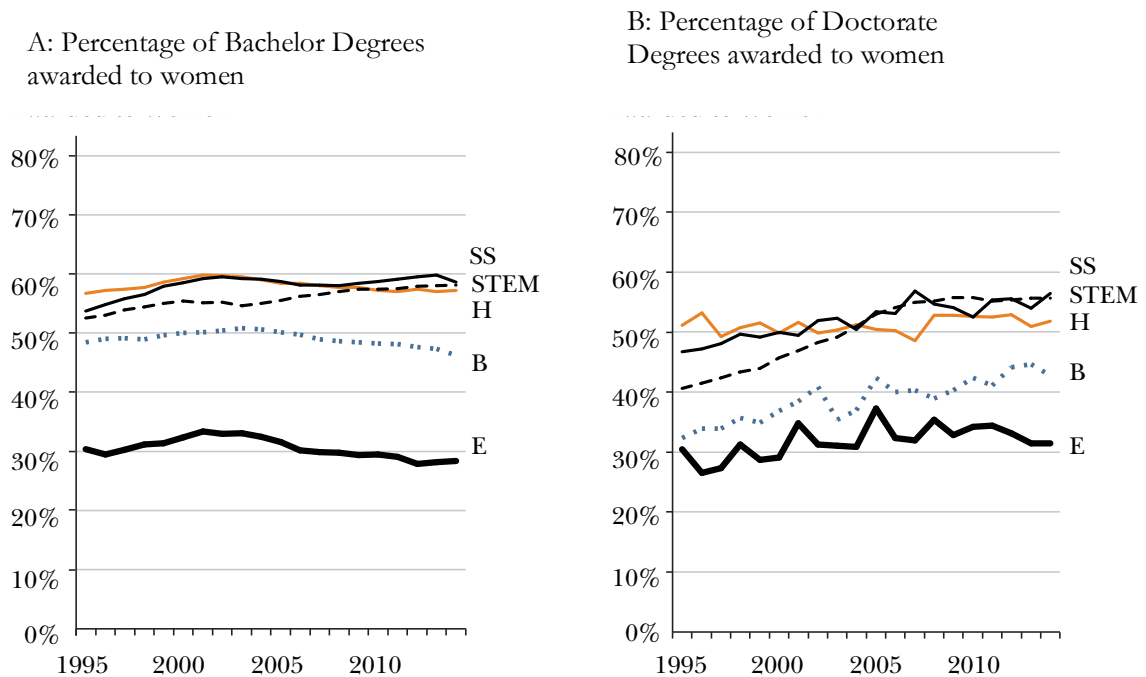 A: Percentage of Bachelor Degrees
awarded to women
80%
70%
60%
50%
40%
30%
20%
10%
0%
1995 2000 2005 2010
SS
STEM
H
B
E
B: Percentage of Doctorate
Degrees awarded to women
80%
70%
60%
50%
40%
30%
20%
10%
0%
1995 2000 2005 2010
SS
STEM
H
B
E